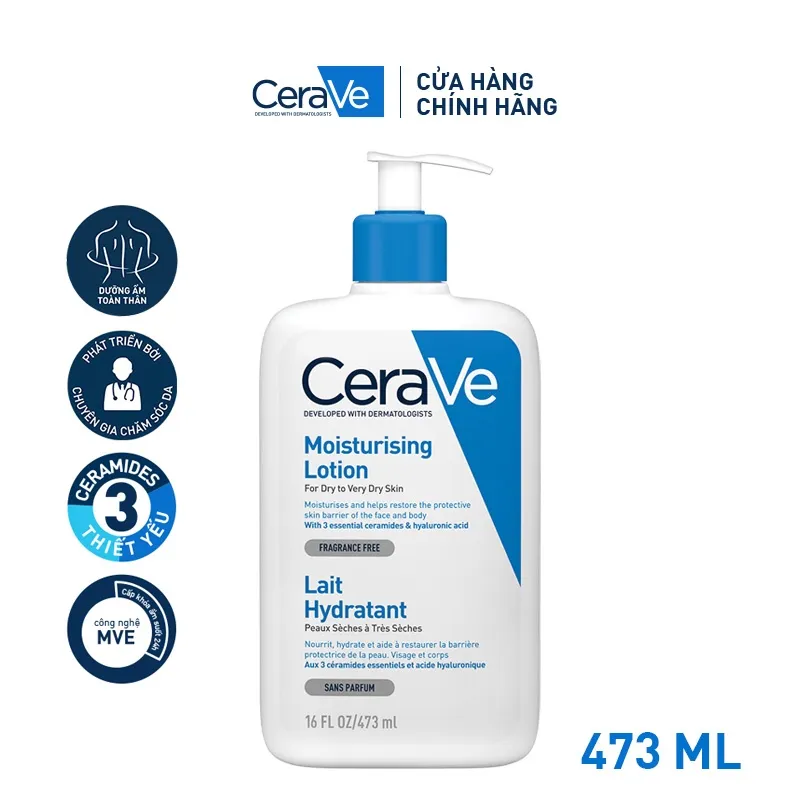 CeraVe
DEVELOPED WITH DERMATOLOGISTS
CỬA HÀNG
CHÍNH HÃNG
DƯỠNG ẨM
TOÀN THÂN
PHÁT TRIỂN BỞI
CHUYÊN GIA CHĂM SÓC DA
CERAMIDES
3
THIẾT YẾU
công nghệ
MVE
Cấp khóa ẩm suốt 24h
CeraVe
DEVELOPED WITH DERMATOLOGISTS
Moisturising
Lotion
For Dry to Very Dry Skin
Moisturises and helps restore the protective
skin barrier of the face and body
With 3 essential ceramides & hyaluronic acid
FRAGRANCE FREE
Lait
Hydratant
Peaux Sèches à Très Sèches
Nourrit, hydrate et aide à restaurer la barrière
protectrice de la peau. Visage et corps
Aux 3 céramides essentiels et acide hyaluronique
SANS PARFUM
16 FL OZ/473 ml
473 ML